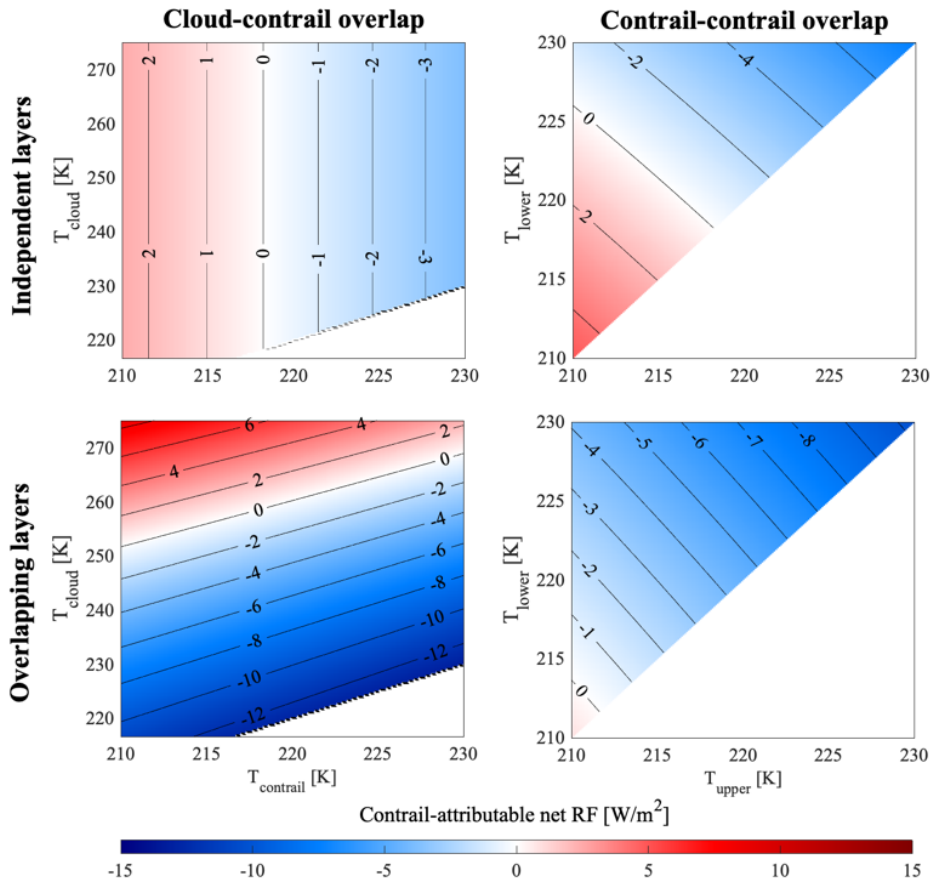 Cloud-contrail overlap
Contrail-contrail overlap
Independent layers
T_cloud [K]
270
260
250
240
230
220
210 215 220 225 230
2 1 0 -1 -2 -3
2 1 0 -1 -2 -3
T_lower [K]
230
225
220
215
210
210 215 220 225 230
-2 -4
0
2
Overlapping layers
T_cloud [K]
270
260
250
240
230
220
210 215 220 225 230
6 4 2
4 2 0
0 -2
-2 -4
-4 -6
-6 -8
-8 -10
-10 -12
-12
T_contrail [K]
T_lower [K]
230
225
220
215
210
210 215 220 225 230
-4 -5 -6 -7 -8
-3
-2
-1
0
T_upper [K]
Contrail-attributable net RF [W/m²]
-15 -10 -5 0 5 10 15